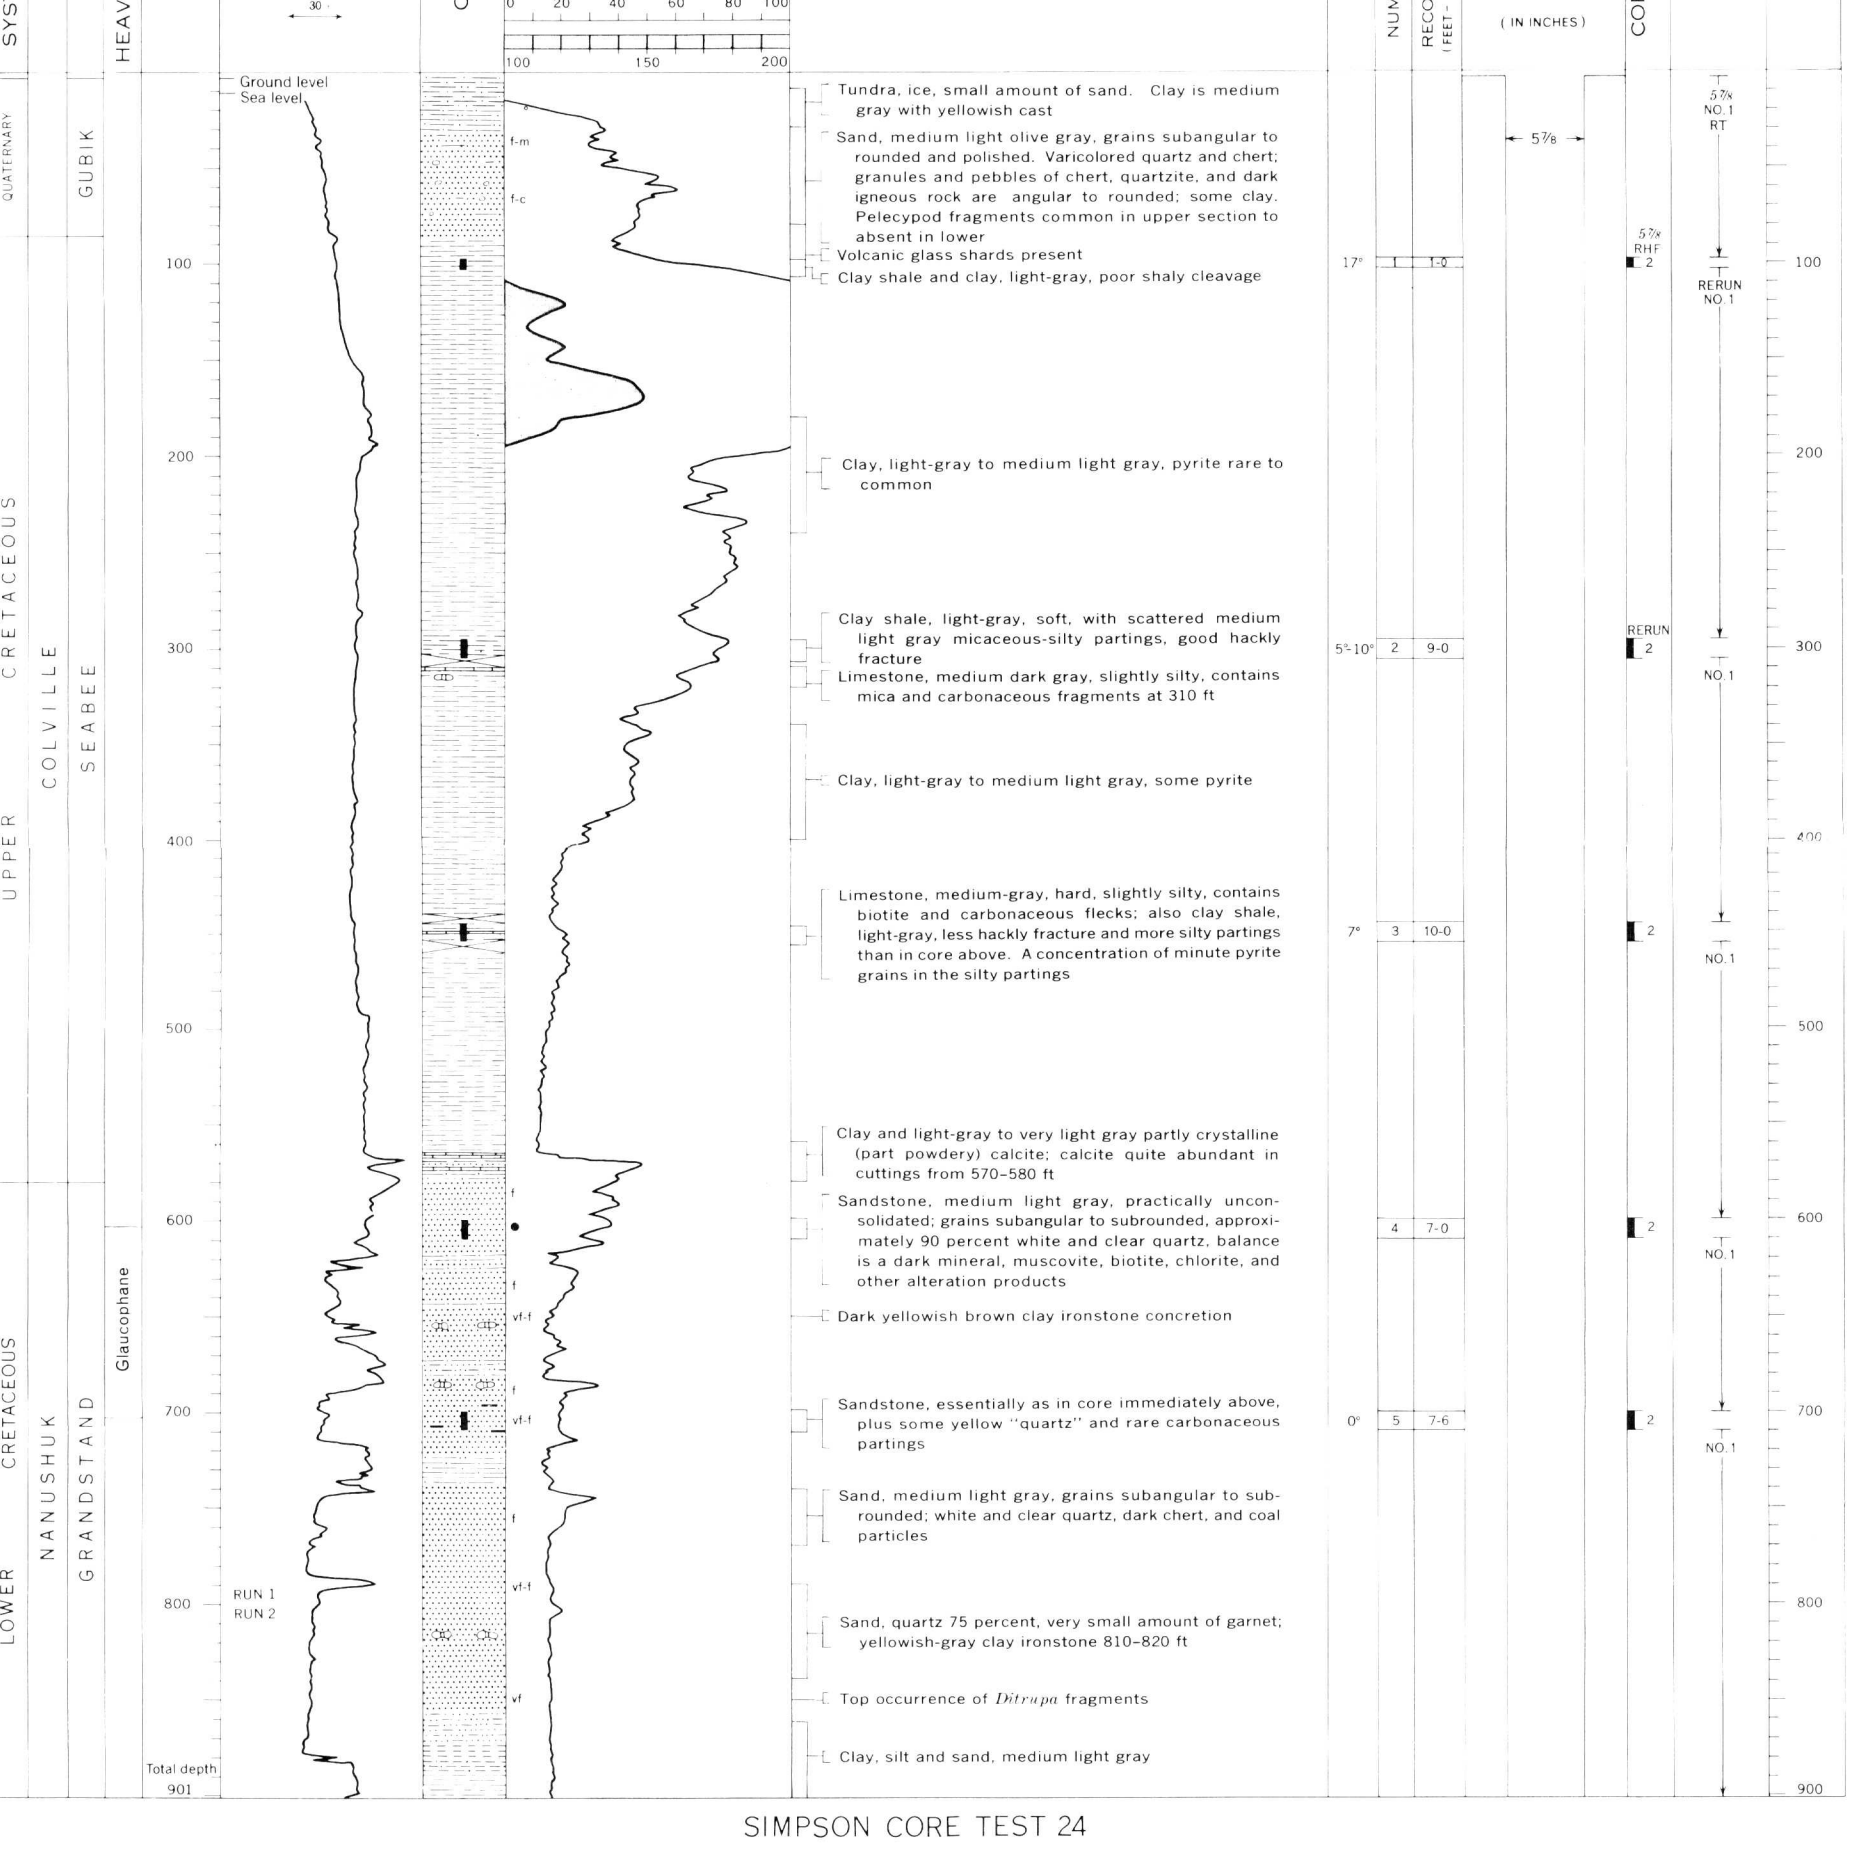 30
0 20 40 60 80 100
100 150 200
(IN INCHES)
Ground level
Sea level
QUATERNARY
GUBIK
UPPER CRETACEOUS
COLVILLE
SEABEE
LOWER CRETACEOUS
NANUSHUK
GRANDSTAND
Glaucophane
100
200
300
400
500
600
700
800
Total depth
901
RUN 1
RUN 2
f-m
f-c
f
f
vf-f
f
vf-f
f
vf-f
vf
Tundra, ice, small amount of sand. Clay is medium
gray with yellowish cast
Sand, medium light olive gray, grains subangular to
rounded and polished. Varicolored quartz and chert;
granules and pebbles of chert, quartzite, and dark
igneous rock are angular to rounded; some clay.
Pelecypod fragments common in upper section to
absent in lower
Volcanic glass shards present
Clay shale and clay, light-gray, poor shaly cleavage
Clay, light-gray to medium light gray, pyrite rare to
common
Clay shale, light-gray, soft, with scattered medium
light gray micaceous-silty partings, good hackly
fracture
Limestone, medium dark gray, slightly silty, contains
mica and carbonaceous fragments at 310 ft
Clay, light-gray to medium light gray, some pyrite
Limestone, medium-gray, hard, slightly silty, contains
biotite and carbonaceous flecks; also clay shale,
light-gray, less hackly fracture and more silty partings
than in core above. A concentration of minute pyrite
grains in the silty partings
Clay and light-gray to very light gray partly crystalline
(part powdery) calcite; calcite quite abundant in
cuttings from 570–580 ft
Sandstone, medium light gray, practically uncon-
solidated; grains subangular to subrounded, approxi-
mately 90 percent white and clear quartz, balance
is a dark mineral, muscovite, biotite, chlorite, and
other alteration products
Dark yellowish brown clay ironstone concretion
Sandstone, essentially as in core immediately above,
plus some yellow "quartz" and rare carbonaceous
partings
Sand, medium light gray, grains subangular to sub-
rounded; white and clear quartz, dark chert, and coal
particles
Sand, quartz 75 percent, very small amount of garnet;
yellowish-gray clay ironstone 810–820 ft
Top occurrence of Ditrupa fragments
Clay, silt and sand, medium light gray
17° 1 1-0
5°-10° 2 9-0
7° 3 10-0
4 7-0
0° 5 7-6
5⅞
5⅞
RHF
2
RERUN
2
2
2
2
5⅞
NO.1
RT
RERUN
NO.1
NO.1
NO.1
NO.1
NO.1
100
200
300
400
500
600
700
800
900
SIMPSON CORE TEST 24